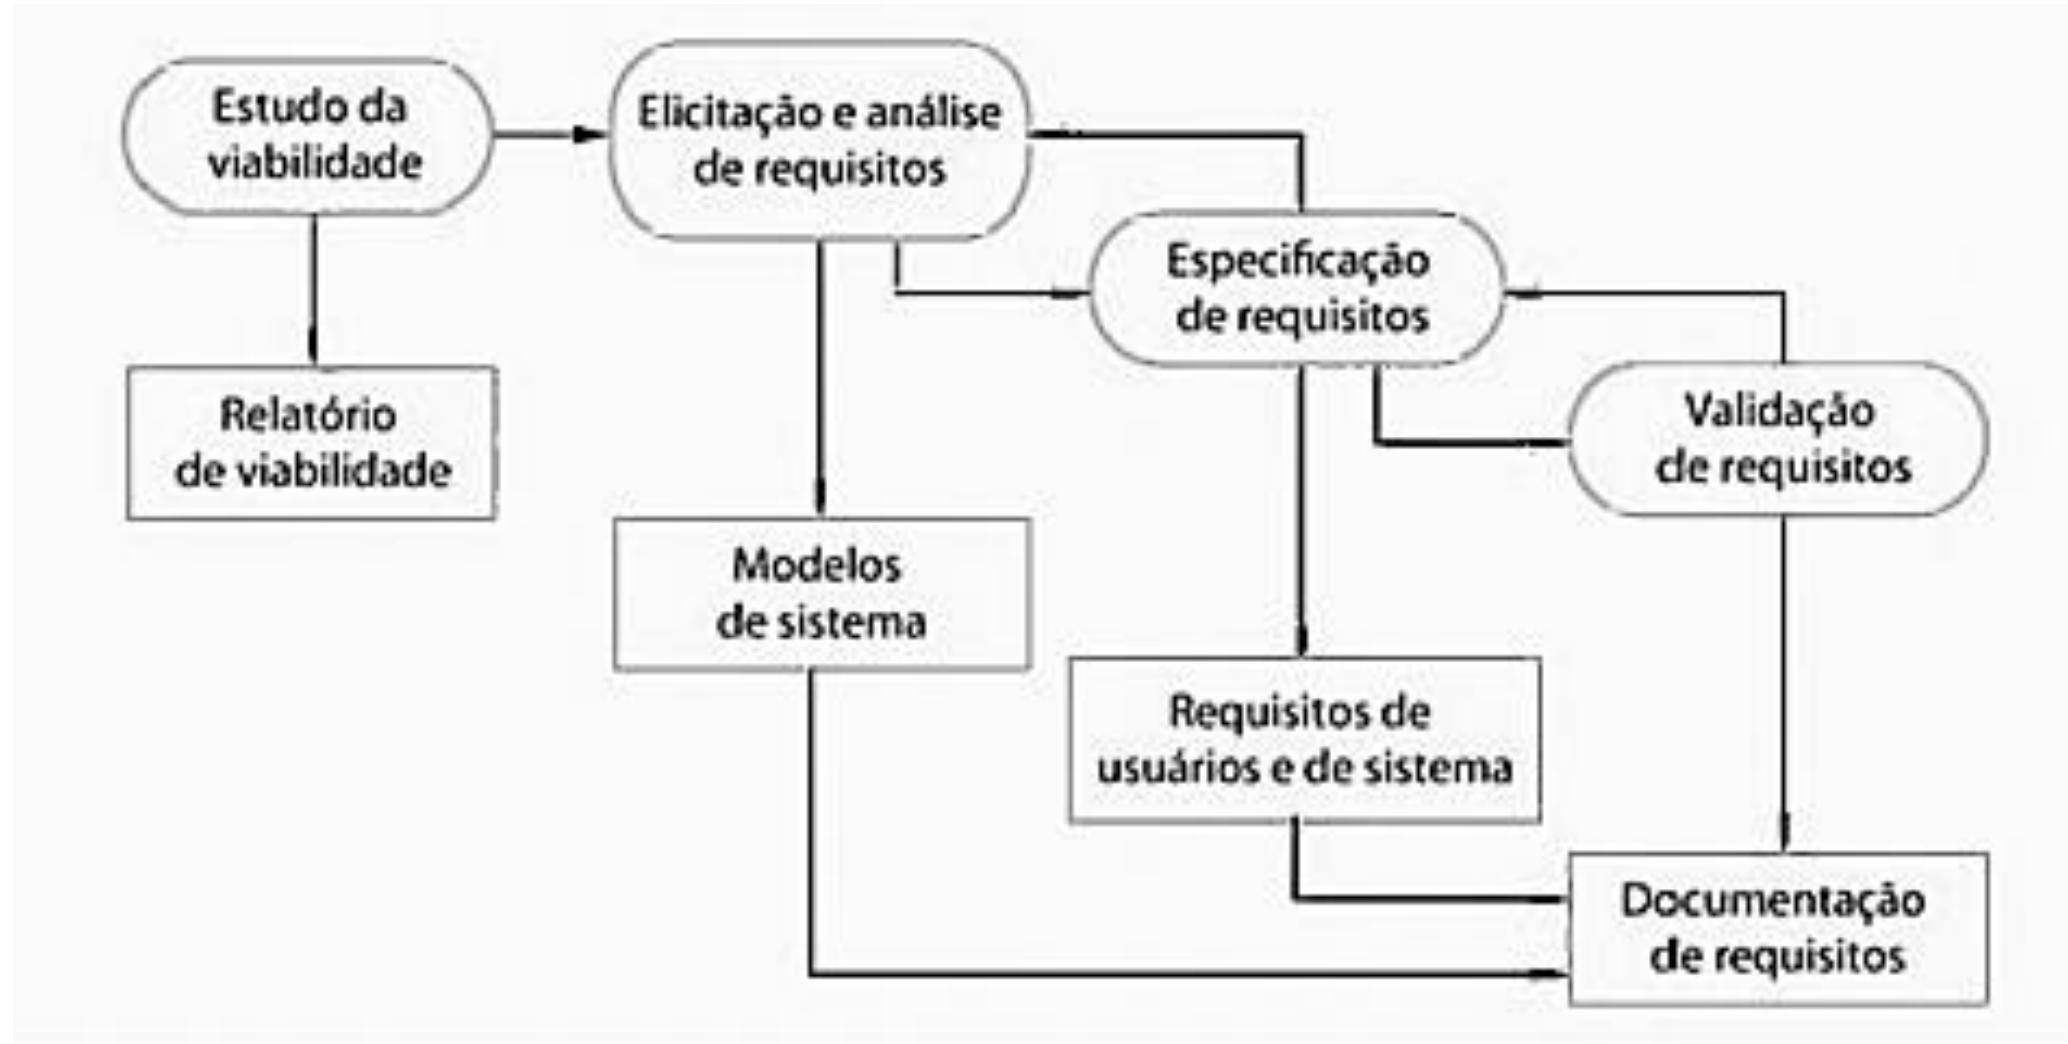 Estudo da
viabilidade
Elicitação e análise
de requisitos
Especificação
de requisitos
Validação
de requisitos
Relatório
de viabilidade
Modelos
de sistema
Requisitos de
usuários e de sistema
Documentação
de requisitos